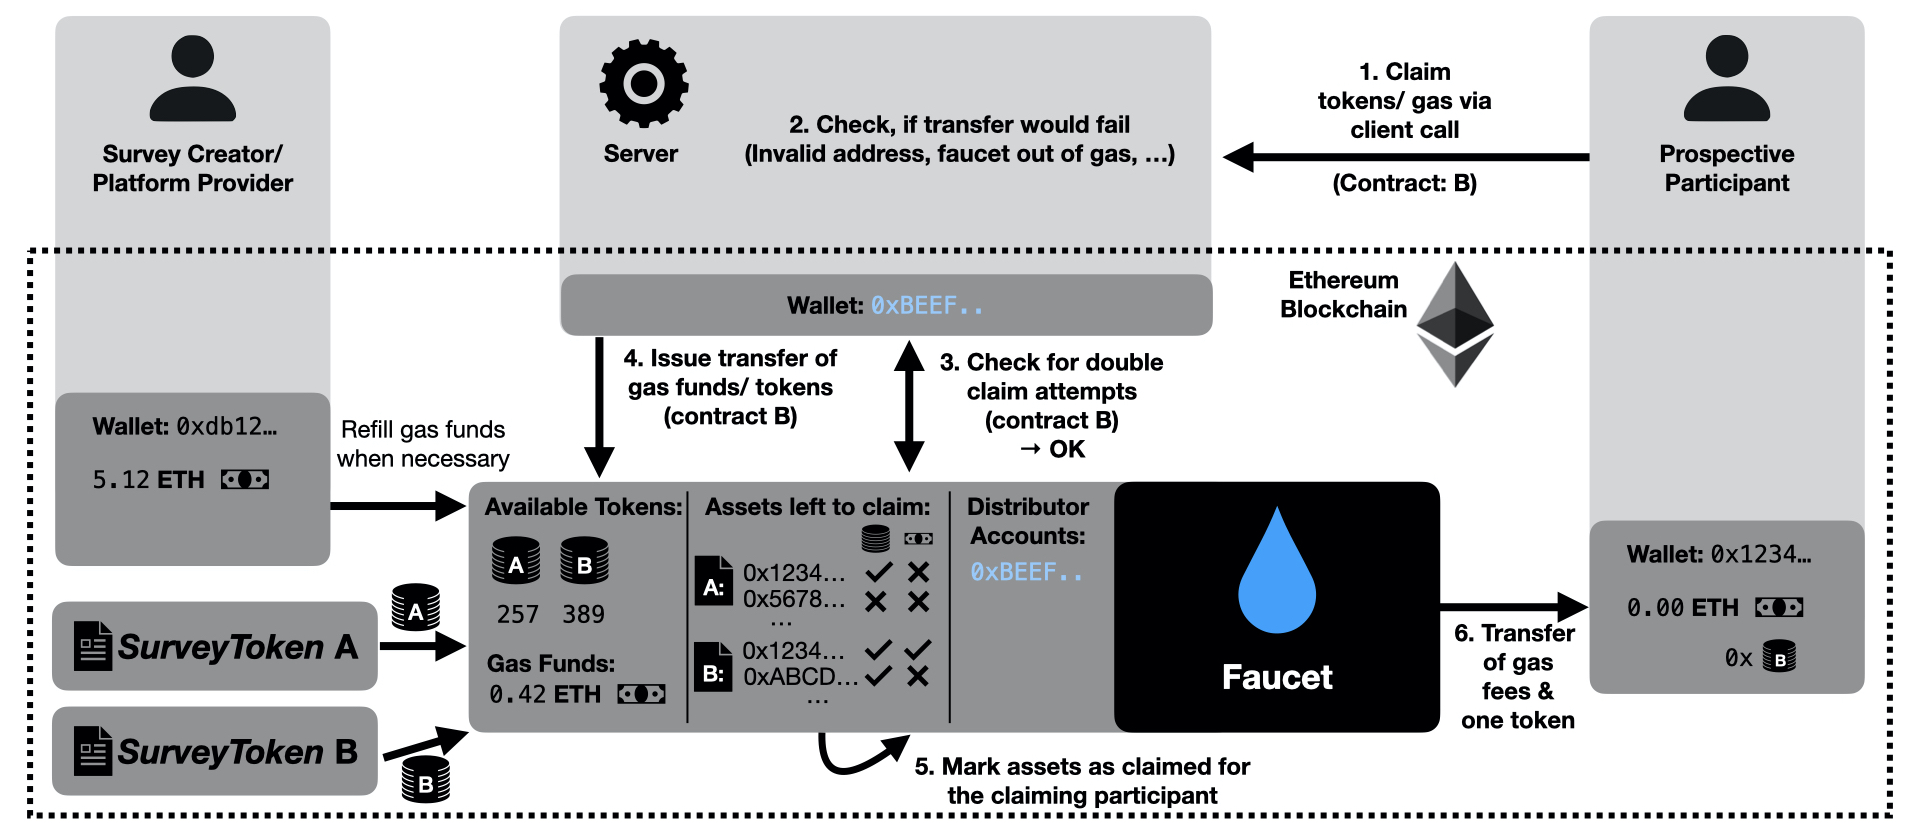 Survey Creator/
Platform Provider
Server
2. Check, if transfer would fail
(Invalid address, faucet out of gas, ...)
1. Claim
tokens/ gas via
client call
(Contract: B)
Prospective
Participant
Ethereum
Blockchain
Wallet: 0xBEEF..
4. Issue transfer of
gas funds/ tokens
(contract B)
3. Check for double
claim attempts
(contract B)
→ OK
Wallet: 0xdb12…
5.12 ETH
Refill gas funds
when necessary
SurveyToken A
A
SurveyToken B
B
Available Tokens:
A B
257 389
Gas Funds:
0.42 ETH
Assets left to claim:
A:
0x1234… ✓ ✕
0x5678… ✕ ✕
...
B:
0x1234… ✓ ✓
0xABCD… ✓ ✕
...
Distributor
Accounts:
0xBEEF..
Faucet
5. Mark assets as claimed for
the claiming participant
6. Transfer
of gas
fees &
one token
Wallet: 0x1234…
0.00 ETH
0x B